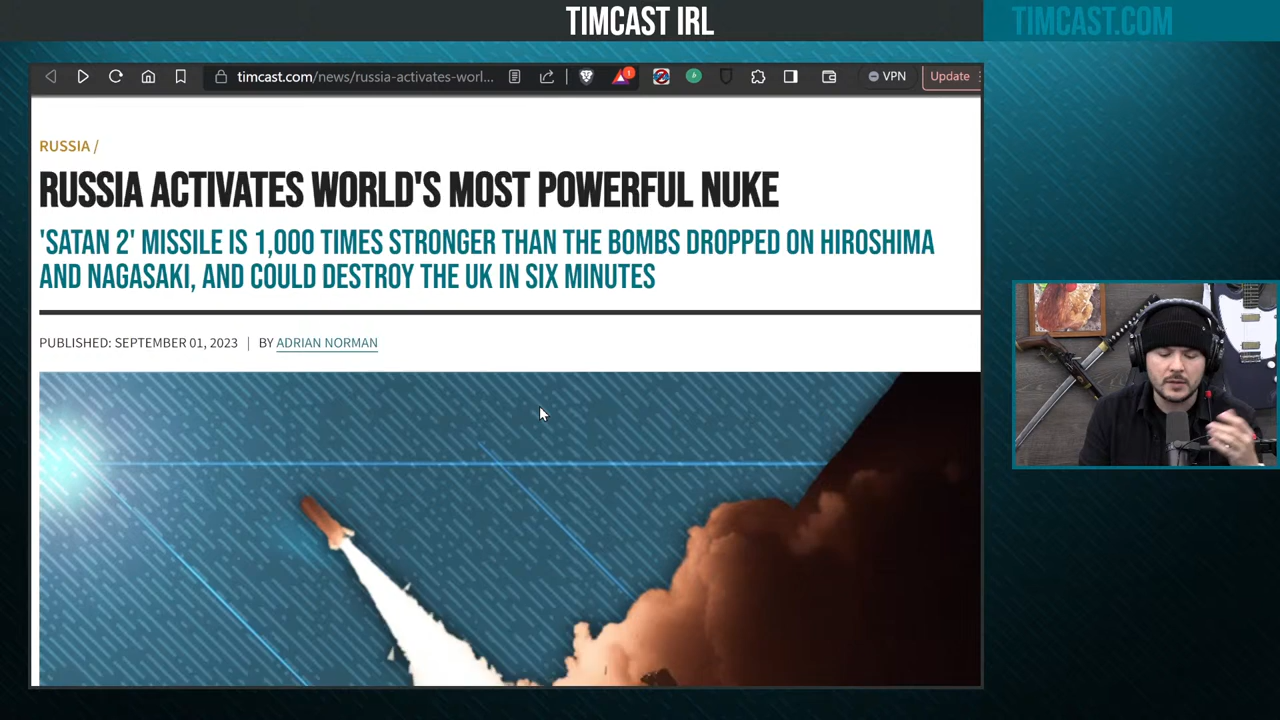 TIMCAST IRL
TIMCAST.COM
timcast.com/news/russia-activates-worl...
1
VPN
Update
RUSSIA /
RUSSIA ACTIVATES WORLD'S MOST POWERFUL NUKE
'SATAN 2' MISSILE IS 1,000 TIMES STRONGER THAN THE BOMBS DROPPED ON HIROSHIMA
AND NAGASAKI, AND COULD DESTROY THE UK IN SIX MINUTES
PUBLISHED: SEPTEMBER 01, 2023 | BY ADRIAN NORMAN